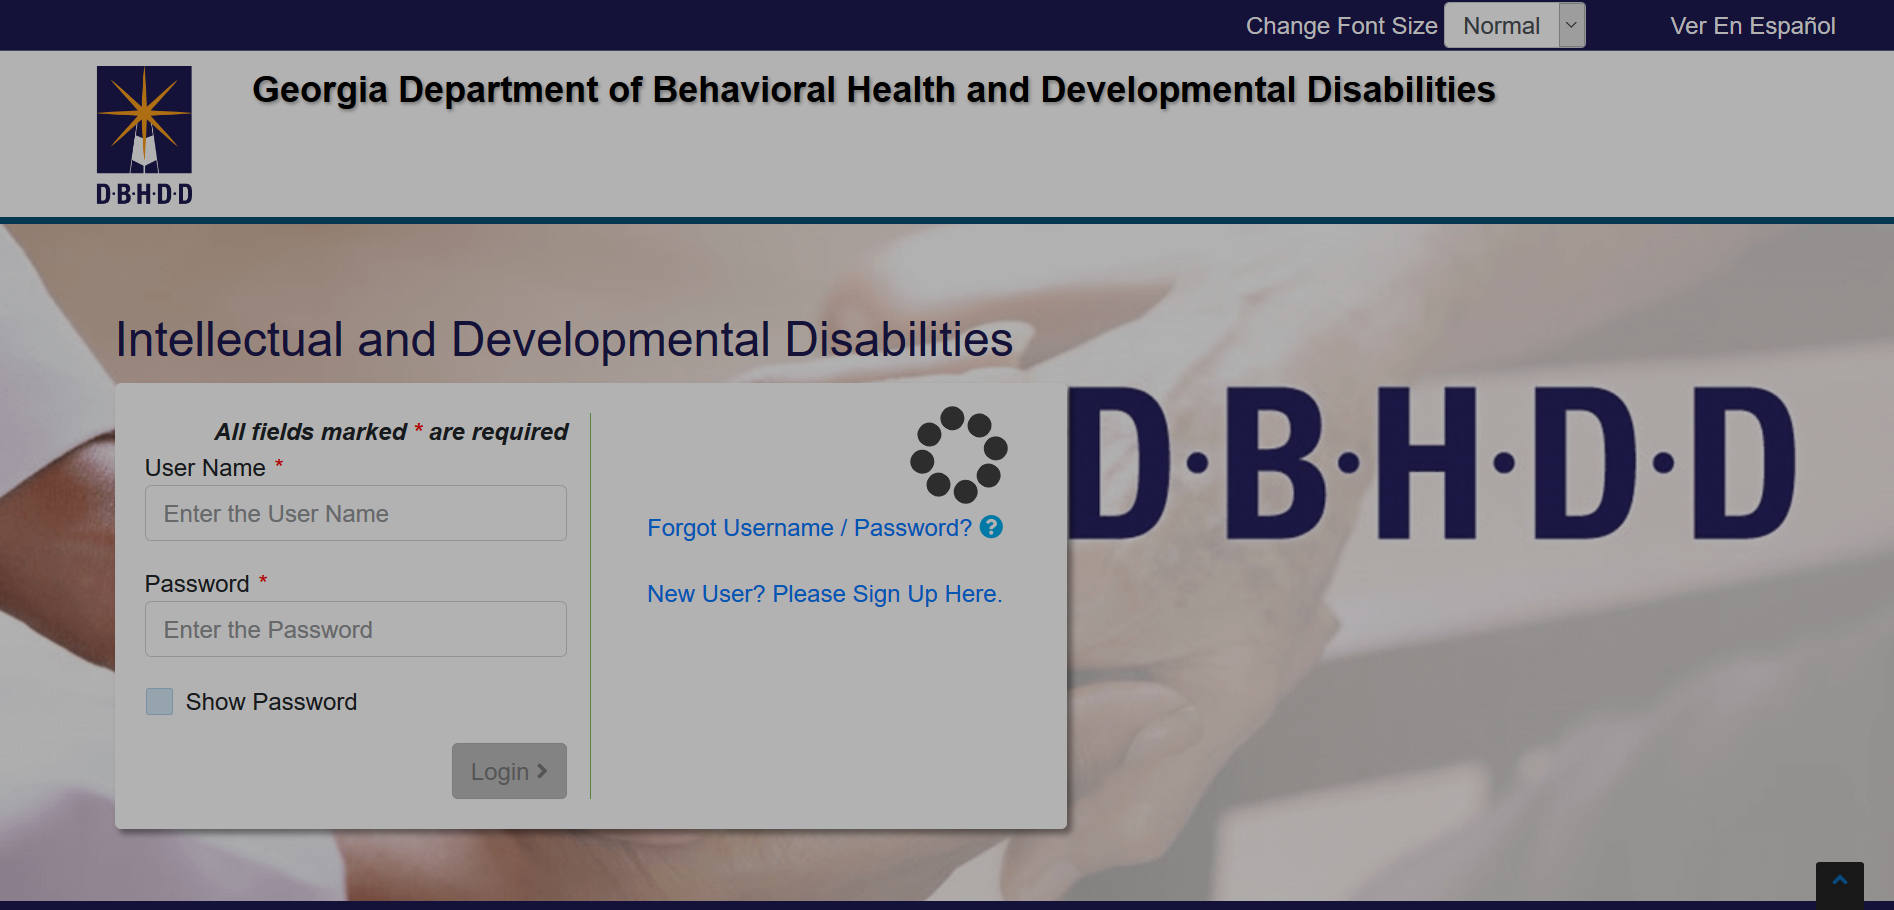 Change Font Size Normal Ver En Español
Georgia Department of Behavioral Health and Developmental Disabilities
D·B·H·D·D
Intellectual and Developmental Disabilities
All fields marked * are required
User Name *
Enter the User Name
Password *
Enter the Password
Show Password
Login
Forgot Username / Password?
New User? Please Sign Up Here.
D·B·H·D·D